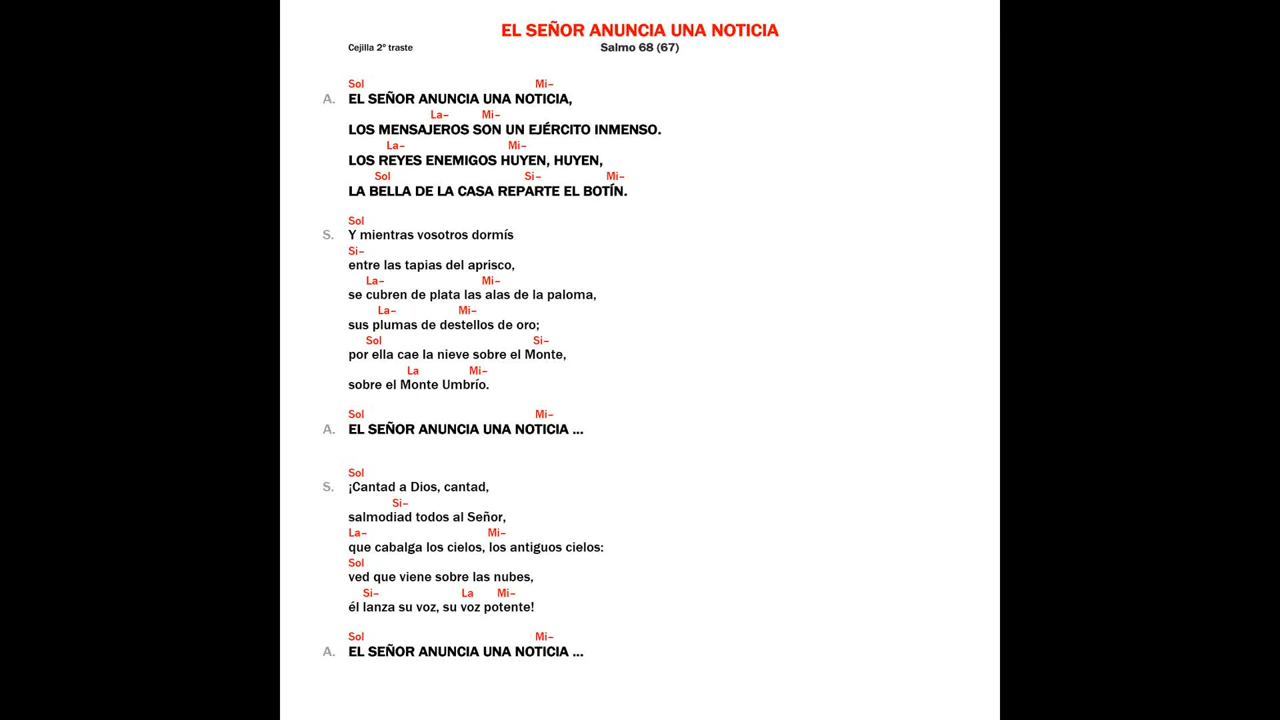 EL SEÑOR ANUNCIA UNA NOTICIA
Cejilla 2º traste Salmo 68 (67)
Sol Mi–
A. EL SEÑOR ANUNCIA UNA NOTICIA,
La– Mi–
LOS MENSAJEROS SON UN EJÉRCITO INMENSO.
La– Mi–
LOS REYES ENEMIGOS HUYEN, HUYEN,
Sol Si– Mi–
LA BELLA DE LA CASA REPARTE EL BOTÍN.
Sol
S. Y mientras vosotros dormís
Si–
entre las tapias del aprisco,
La– Mi–
se cubren de plata las alas de la paloma,
La– Mi–
sus plumas de destellos de oro;
Sol Si–
por ella cae la nieve sobre el Monte,
La Mi–
sobre el Monte Umbrío.
Sol Mi–
A. EL SEÑOR ANUNCIA UNA NOTICIA ...
Sol
S. ¡Cantad a Dios, cantad,
Si–
salmodiad todos al Señor,
La– Mi–
que cabalga los cielos, los antiguos cielos:
Sol
ved que viene sobre las nubes,
Si– La Mi–
él lanza su voz, su voz potente!
Sol Mi–
A. EL SEÑOR ANUNCIA UNA NOTICIA ...